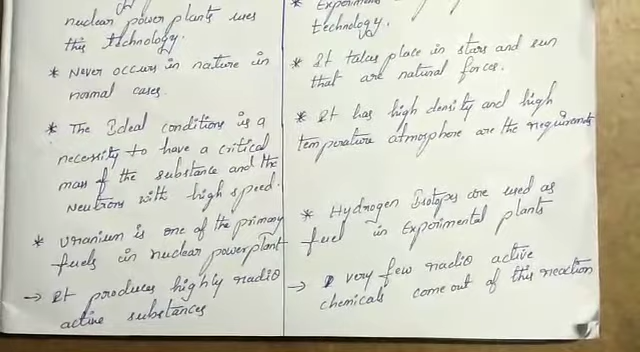 nuclear power plants uses
this technology.
* Never occurs in nature in
normal cases.
* The Ideal conditions is a
necessity to have a critical
mass of the substance and the
Neutrons with high speed.
* Uranium is one of the primary
fuels in nuclear powerplant
→ It produces highly radio
active substances
* Experimen
technology.
* It takes place in stars and sun
that are natural forces.
* It has high density and high
temperature atmosphere are the requirements
* Hydrogen Isotopes are used as
fuel in Experimental plants
→ very few radio active
chemicals come out of this reaction